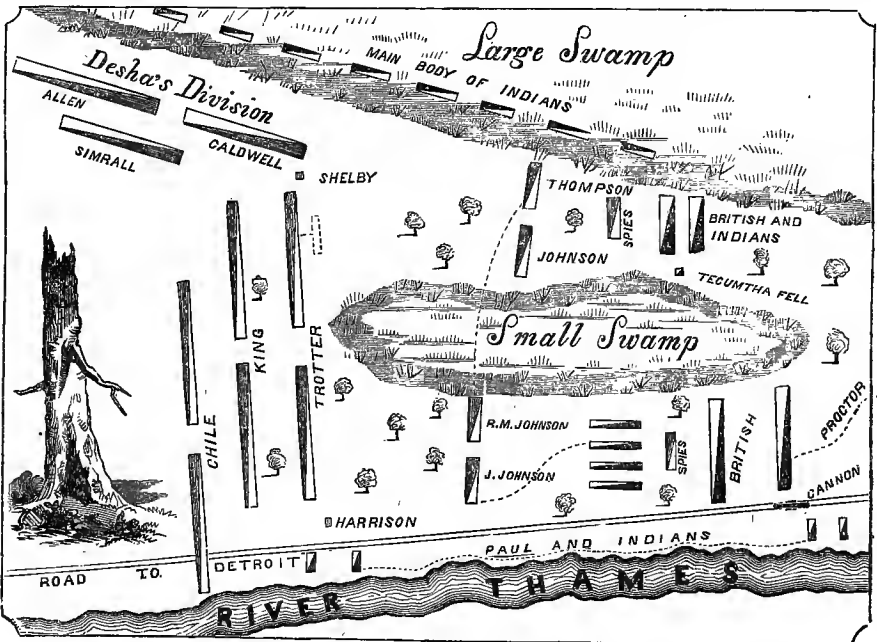 Large Swamp
MAIN BODY OF INDIANS
Desha's Division
ALLEN
SIMRALL
CALDWELL
SHELBY
THOMPSON
SPIES
BRITISH AND
INDIANS
JOHNSON
TECUMTHA FELL
Small Swamp
CHILE
KING
TROTTER
R.M. JOHNSON
J. JOHNSON
SPIES
BRITISH
PROCTOR
CANNON
HARRISON
PAUL AND INDIANS
ROAD TO DETROIT
RIVER THAMES